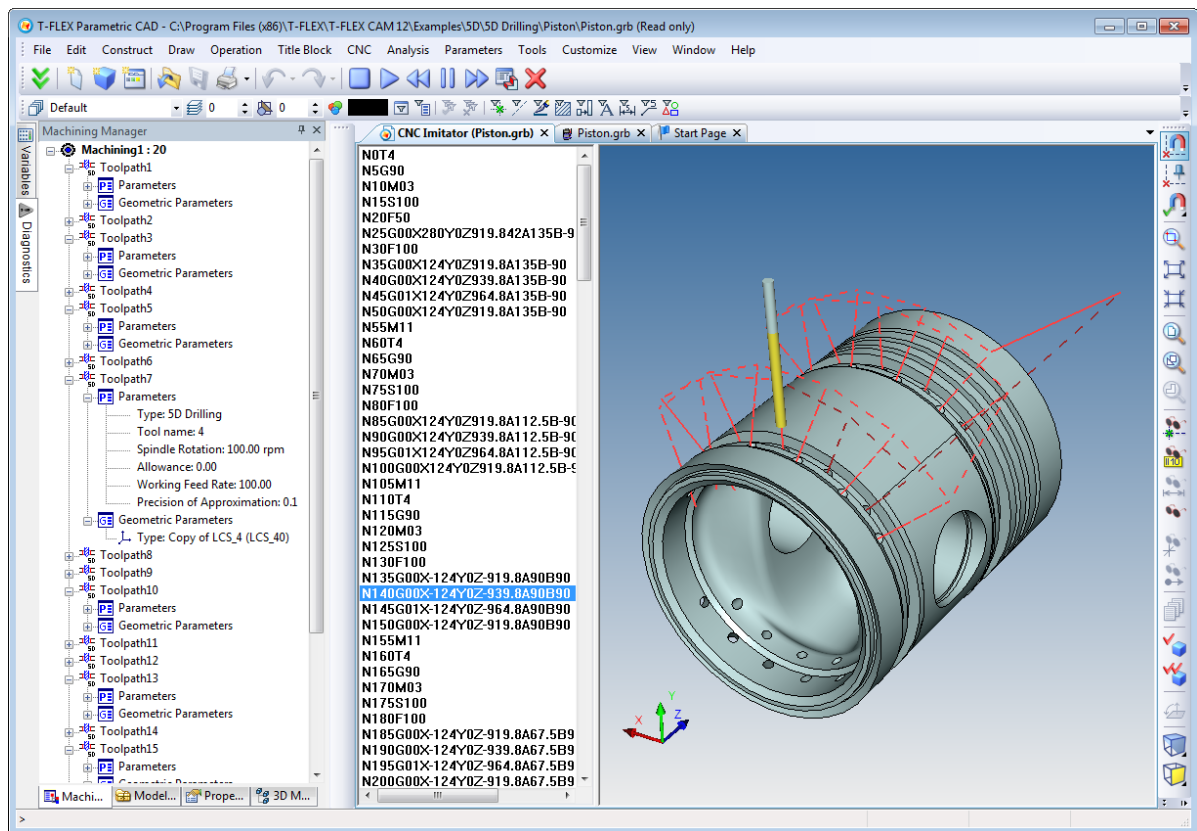 T-FLEX Parametric CAD - C:\Program Files (x86)\T-FLEX\T-FLEX CAM 12\Examples\5D\5D Drilling\Piston\Piston.grb (Read only)
File Edit Construct Draw Operation Title Block CNC Analysis Parameters Tools Customize View Window Help
Default 0 0
Machining Manager
CNC Imitator (Piston.grb) Piston.grb Start Page
Variables
Diagnostics
Machining1 : 20
Toolpath1
Parameters
Geometric Parameters
Toolpath2
Toolpath3
Parameters
Geometric Parameters
Toolpath4
Toolpath5
Parameters
Geometric Parameters
Toolpath6
Toolpath7
Parameters
Type: 5D Drilling
Tool name: 4
Spindle Rotation: 100.00 rpm
Allowance: 0.00
Working Feed Rate: 100.00
Precision of Approximation: 0.1
Geometric Parameters
Type: Copy of LCS_4 (LCS_40)
Toolpath8
Toolpath9
Toolpath10
Parameters
Geometric Parameters
Toolpath11
Toolpath12
Toolpath13
Parameters
Geometric Parameters
Toolpath14
Toolpath15
Parameters
Machi... Model... Prope... 3D M...
N0T4
N5G90
N10M03
N15S100
N20F50
N25G00X280Y0Z919.842A135B-9
N30F100
N35G00X124Y0Z919.8A135B-90
N40G00X124Y0Z939.8A135B-90
N45G01X124Y0Z964.8A135B-90
N50G00X124Y0Z919.8A135B-90
N55M11
N60T4
N65G90
N70M03
N75S100
N80F100
N85G00X124Y0Z919.8A112.5B-90
N90G00X124Y0Z939.8A112.5B-90
N95G01X124Y0Z964.8A112.5B-90
N100G00X124Y0Z919.8A112.5B-9
N105M11
N110T4
N115G90
N120M03
N125S100
N130F100
N135G00X-124Y0Z-919.8A90B90
N140G00X-124Y0Z-939.8A90B90
N145G01X-124Y0Z-964.8A90B90
N150G00X-124Y0Z-919.8A90B90
N155M11
N160T4
N165G90
N170M03
N175S100
N180F100
N185G00X-124Y0Z-919.8A67.5B9
N190G00X-124Y0Z-939.8A67.5B9
N195G01X-124Y0Z-964.8A67.5B9
N200G00X-124Y0Z-919.8A67.5B9
X Y Z
>